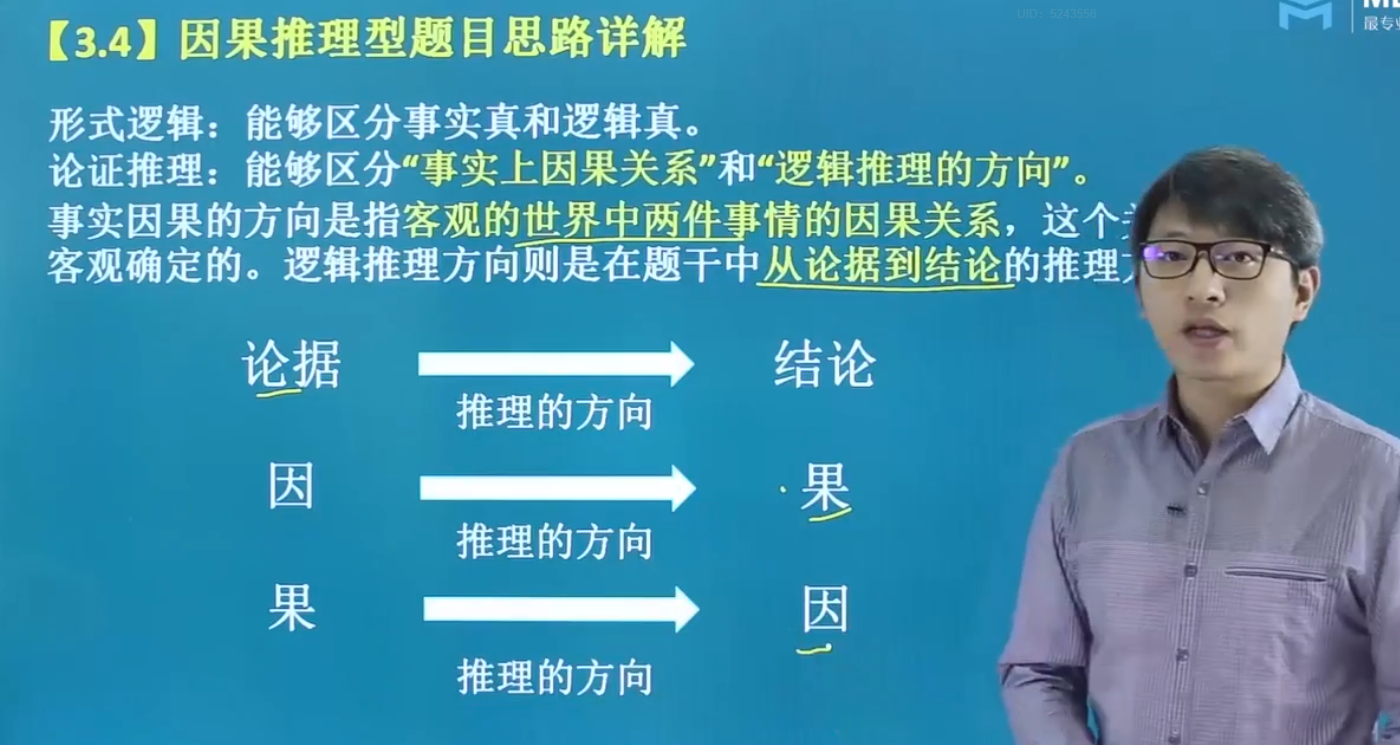 UID: 5243556
【3.4】因果推理型题目思路详解
最专
形式逻辑：能够区分事实真和逻辑真。
论证推理：能够区分“事实上因果关系”和“逻辑推理的方向”。
事实因果的方向是指客观的世界中两件事情的因果关系，这个
客观确定的。逻辑推理方向则是在题干中从论据到结论的推理
论据 结论
推理的方向
因 果
推理的方向
果 因
推理的方向